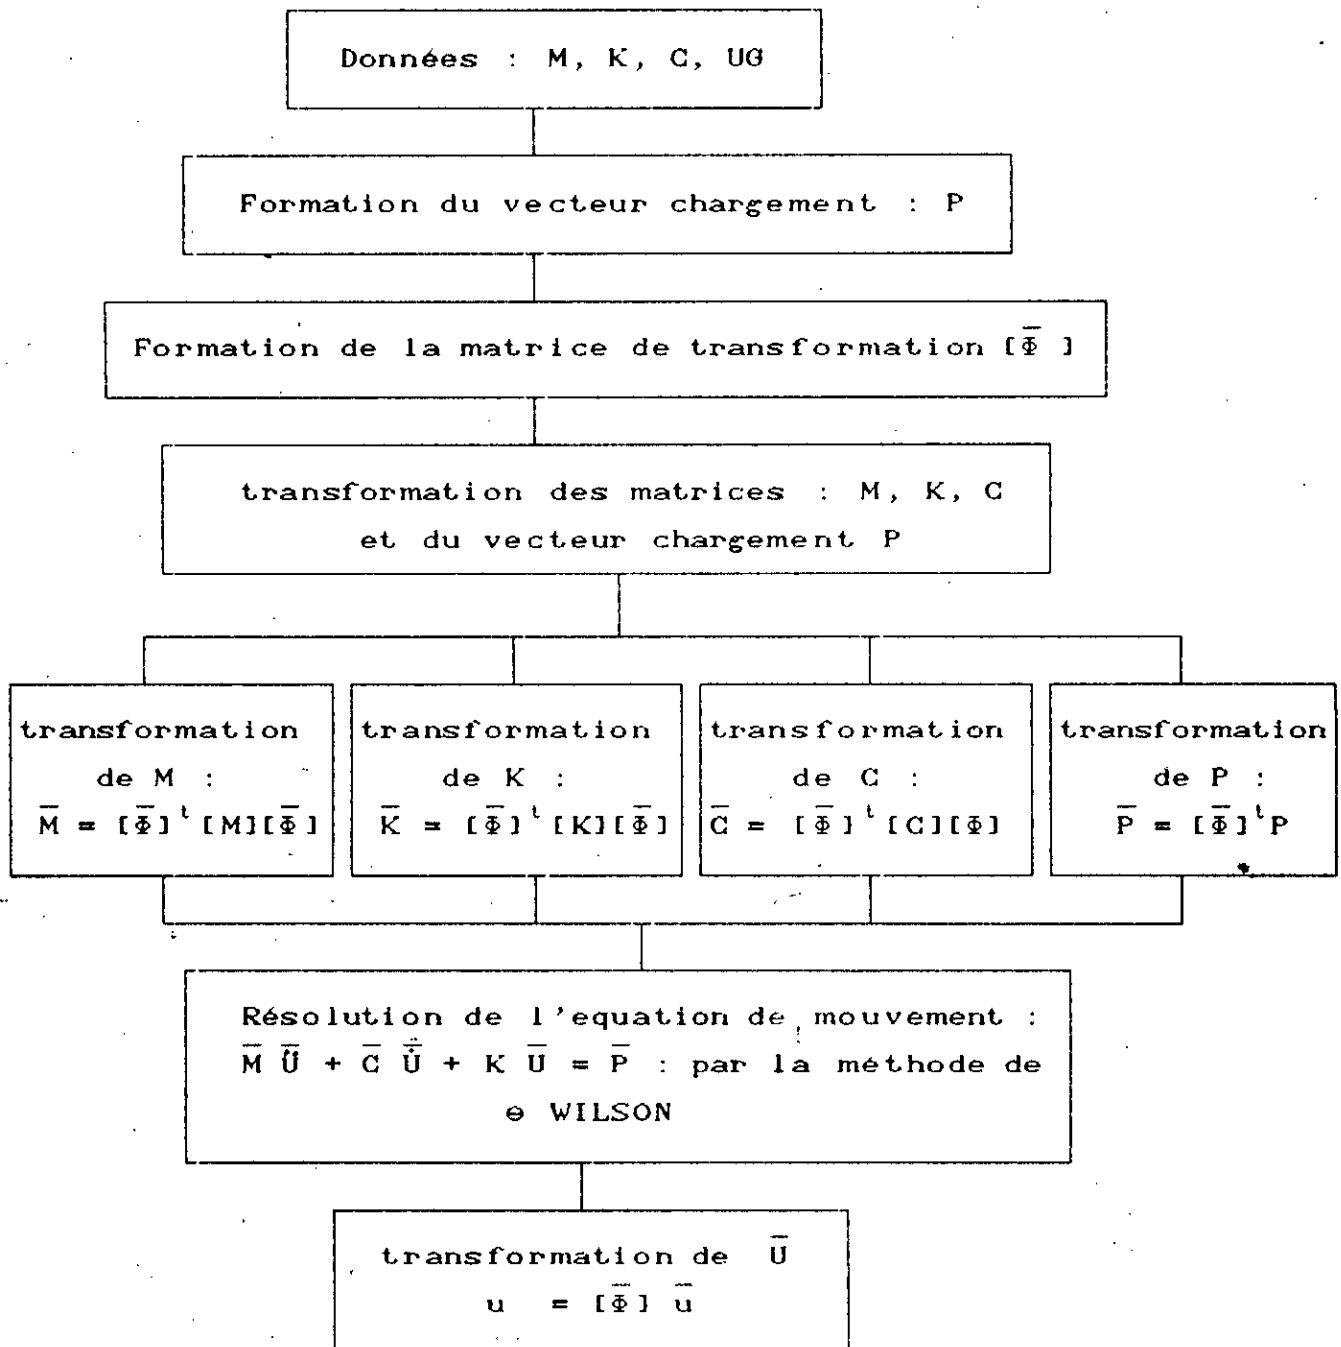 Données : M, K, C, UG
Formation du vecteur chargement : P
Formation de la matrice de transformation [Φ̅ ]
transformation des matrices : M, K, C
et du vecteur chargement P
transformation
de M :
M̅ = [Φ̅]ᵗ [M][Φ̅]
transformation
de K :
K̅ = [Φ̅]ᵗ [K][Φ̅]
transformation
de C :
C̅ = [Φ̅]ᵗ [C][Φ̅]
transformation
de P :
P̅ = [Φ̅]ᵗP
Résolution de l'equation de mouvement :
M̅ Ü̅ + C̅ U̇̅ + K U̅ = P̅ : par la méthode de
θ WILSON
transformation de U̅
u = [Φ̅] u̅